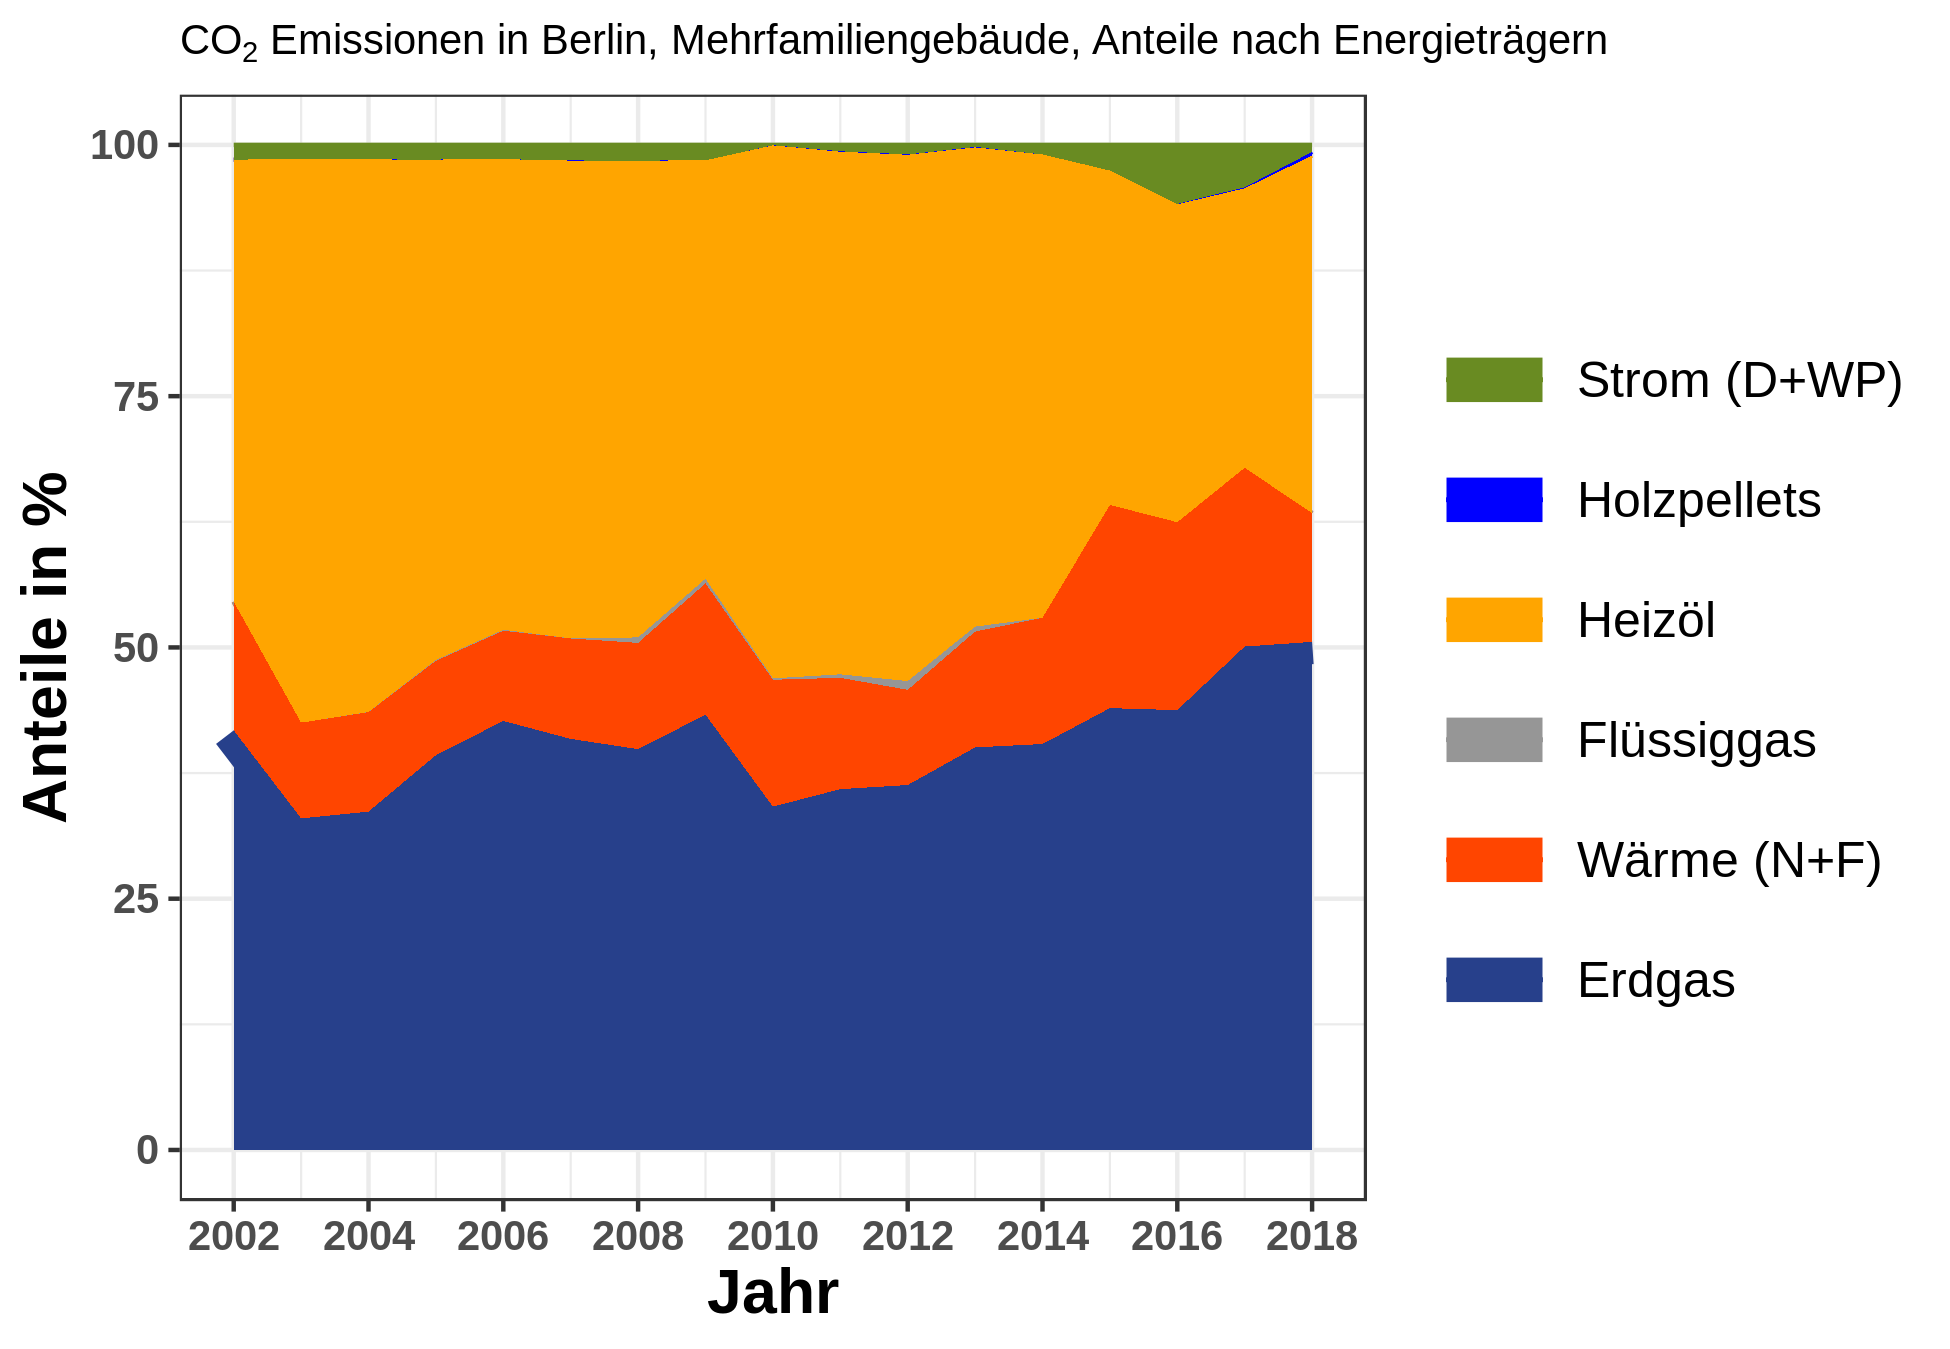 CO₂ Emissionen in Berlin, Mehrfamiliengebäude, Anteile nach Energieträgern
Anteile in %
100
75
50
25
0
2002 2004 2006 2008 2010 2012 2014 2016 2018
Jahr
Strom (D+WP)
Holzpellets
Heizöl
Flüssiggas
Wärme (N+F)
Erdgas